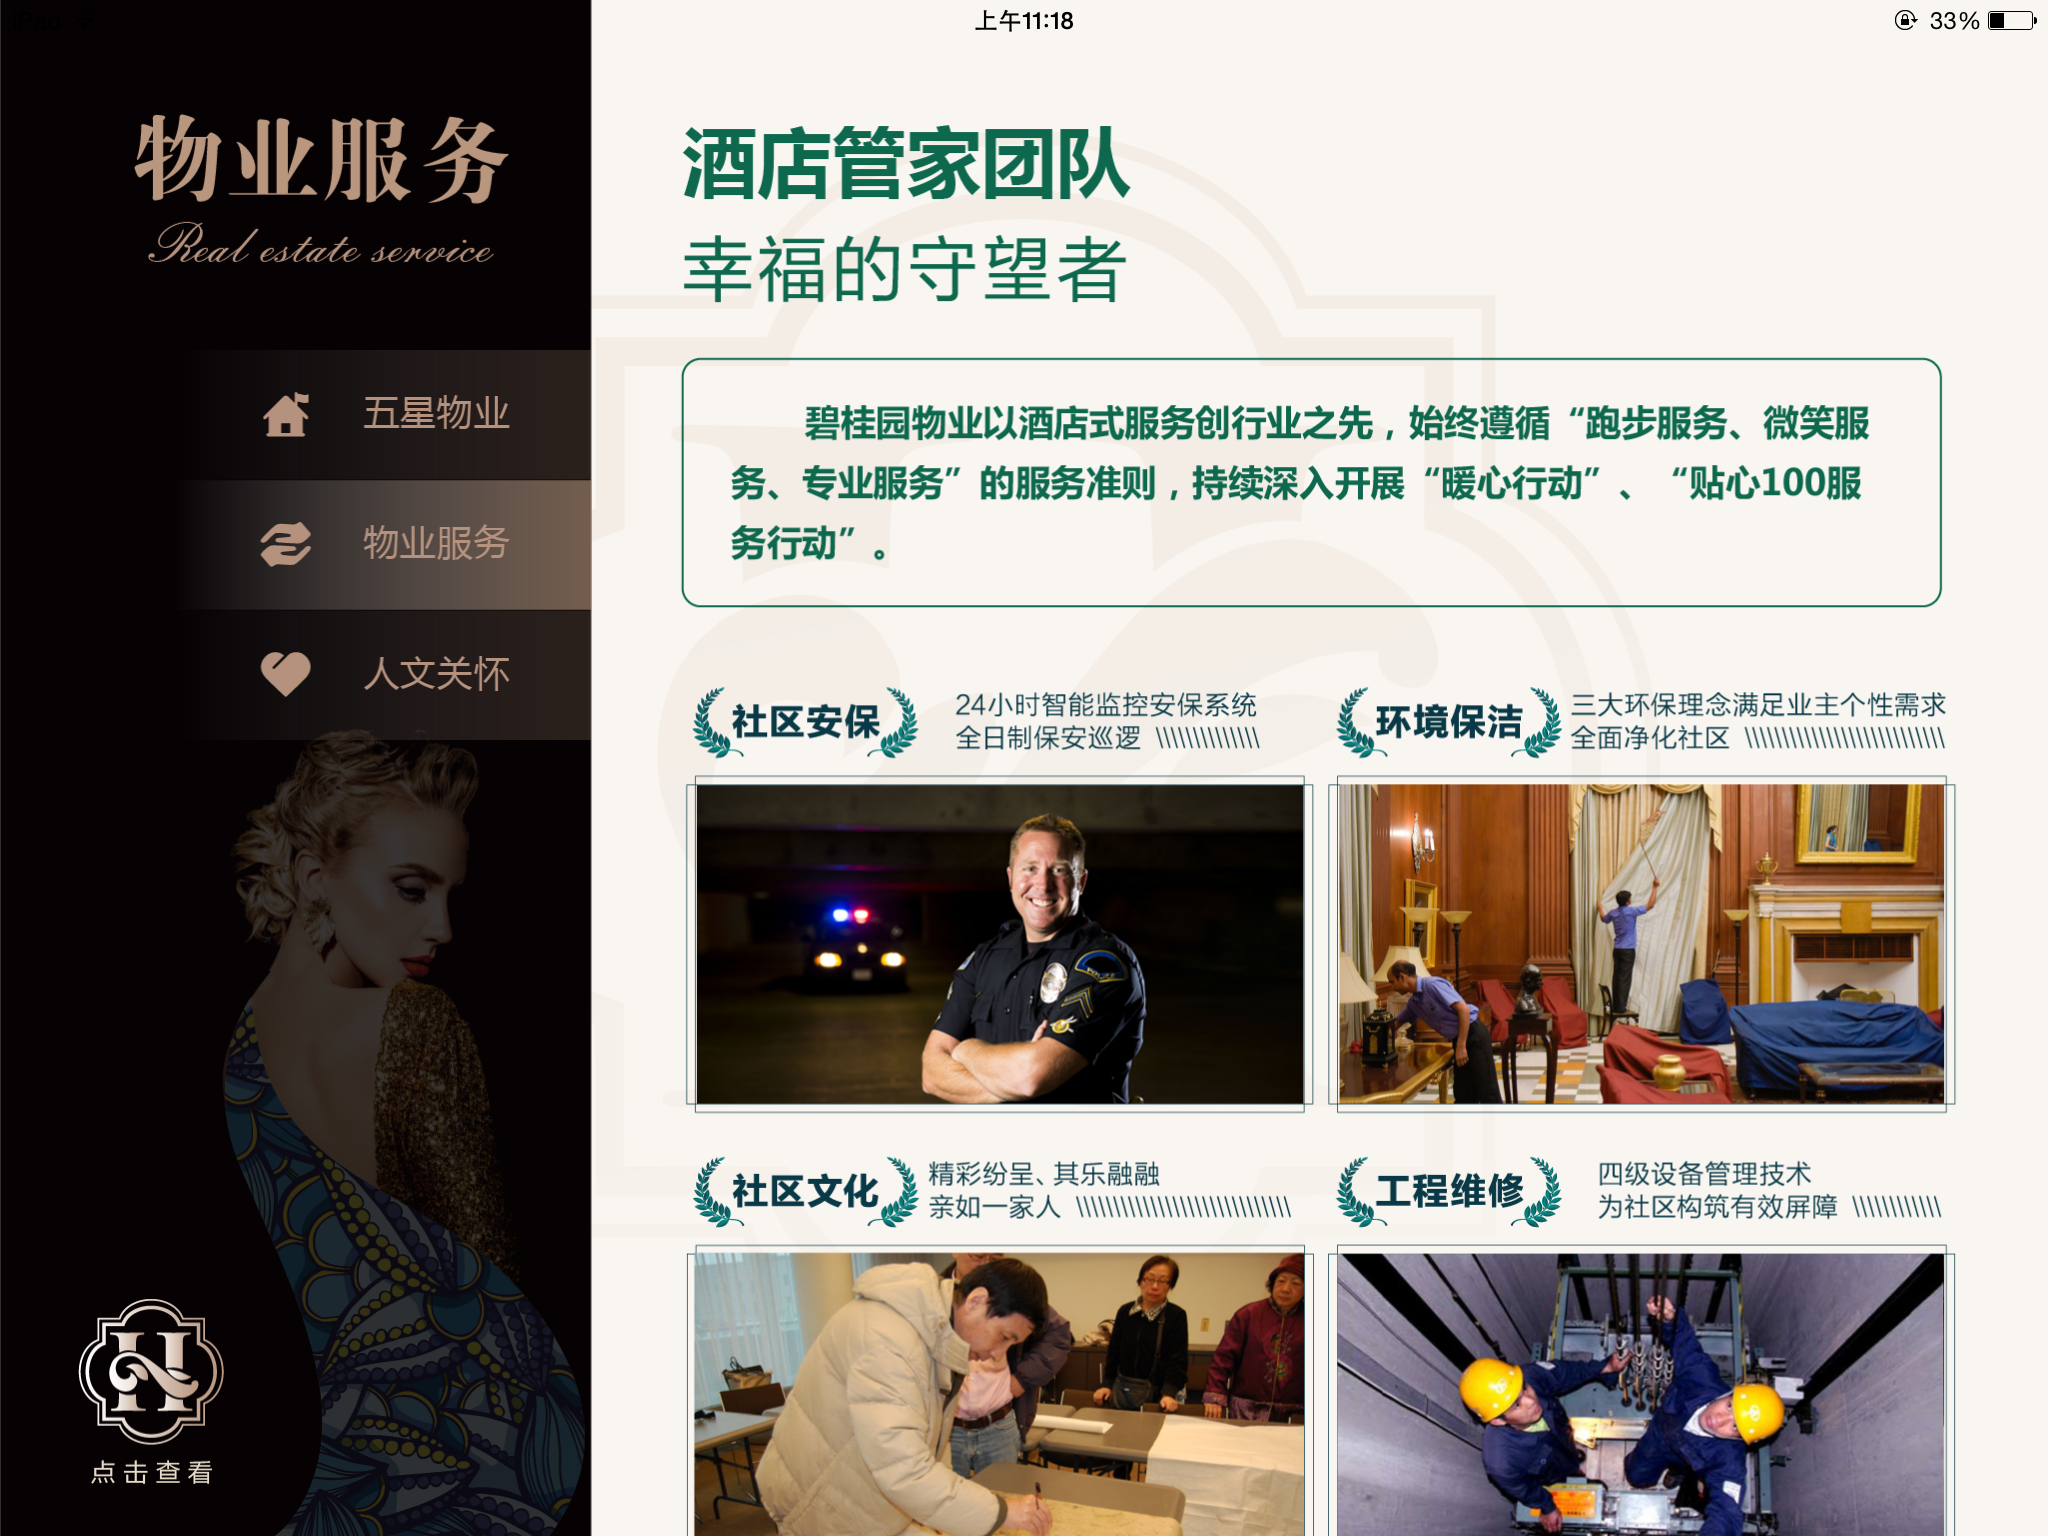 iPad
上午11:18
33%
物业服务
Real estate service
五星物业
物业服务
人文关怀
点击查看
酒店管家团队
幸福的守望者
碧桂园物业以酒店式服务创行业之先，始终遵循“跑步服务、微笑服
务、专业服务”的服务准则，持续深入开展“暖心行动”、“贴心100服
务行动”。
社区安保
24小时智能监控安保系统
全日制保安巡逻
环境保洁
三大环保理念满足业主个性需求
全面净化社区
POLICE
社区文化
精彩纷呈、其乐融融
亲如一家人
工程维修
四级设备管理技术
为社区构筑有效屏障